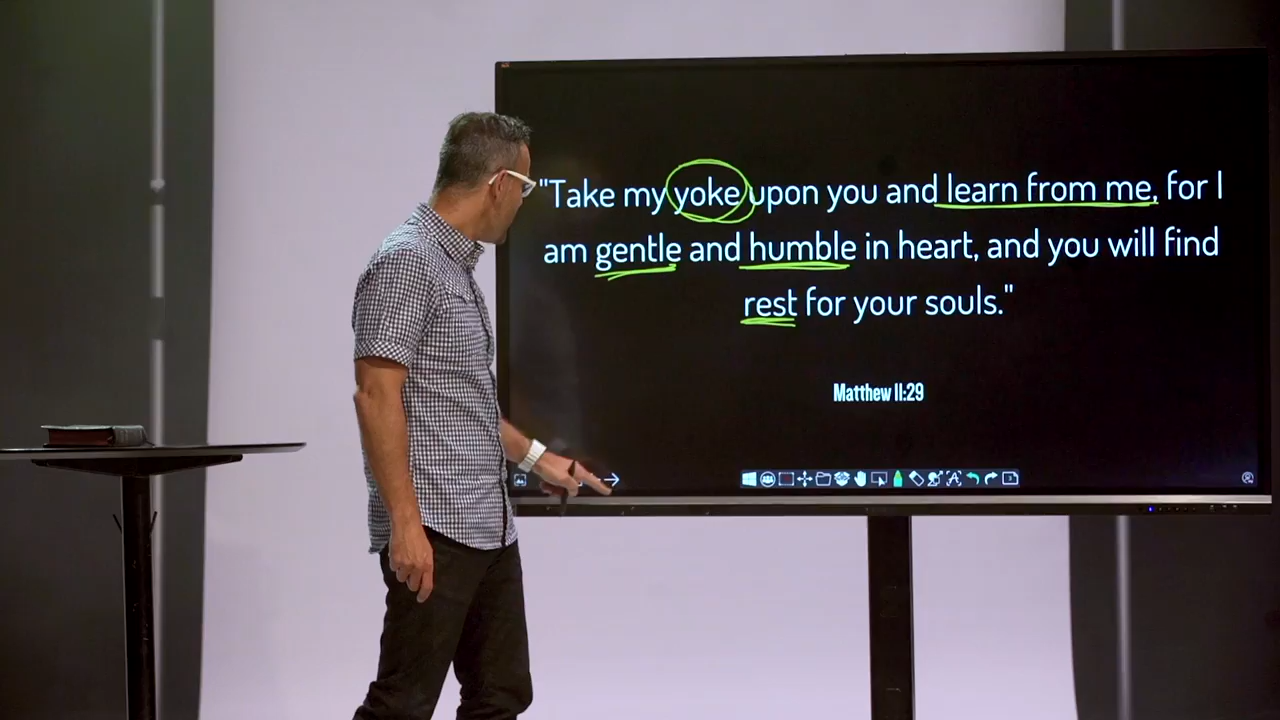 "Take my yoke upon you and learn from me, for I
am gentle and humble in heart, and you will find
rest for your souls."
Matthew 11:29